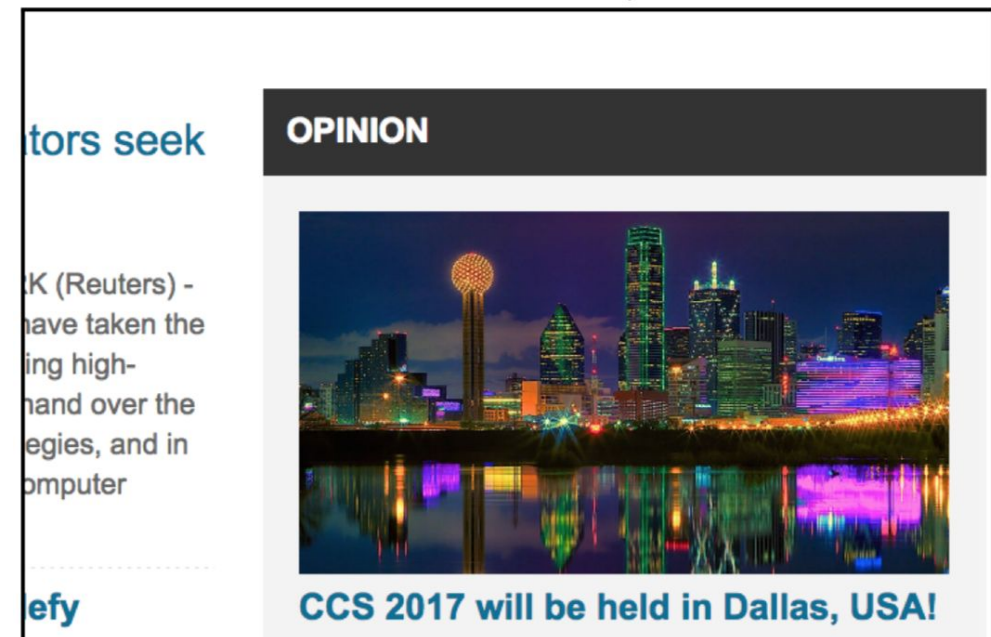 tors seek
K (Reuters) -
have taken the
ing high-
hand over the
egies, and in
omputer
efy
OPINION
CCS 2017 will be held in Dallas, USA!